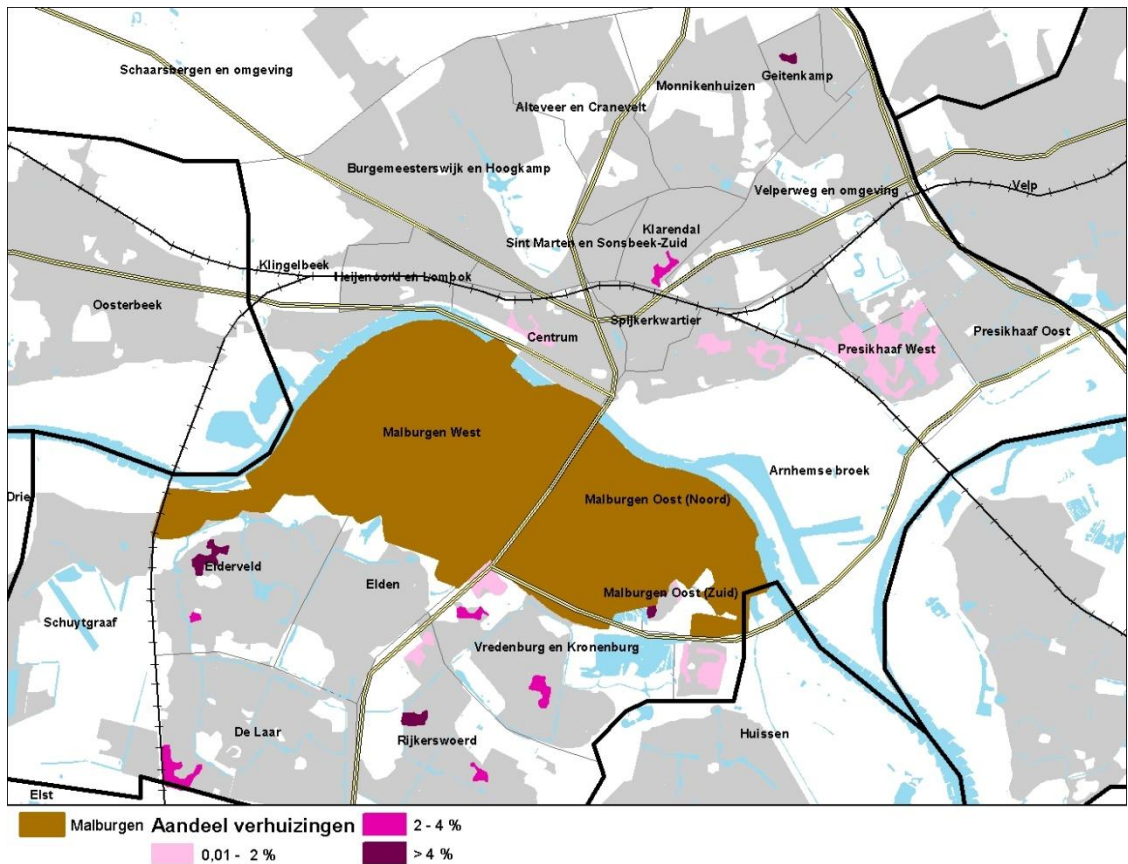 Schaarsbergen en omgeving
Geitenkamp
Monnikenhuizen
Alteveer en Cranevelt
Burgemeesterswijk en Hoogkamp
Velperweg en omgeving
Velp
Klarendal
Sint Marten en Sonsbeek-Zuid
Klingelbeek
Heijenoord en Lombok
Oosterbeek
Spijkerkwartier
Centrum
Presikhaaf Oost
Presikhaaf West
Malburgen West
Arnhemse broek
Drie
Malburgen Oost (Noord)
Elderveld
Elden
Malburgen Oost (Zuid)
Schuytgraaf
Vredenburg en Kronenburg
De Laar
Rijkerswoerd
Huissen
Elst
Malburgen
Aandeel verhuizingen
0,01 - 2 %
2 - 4 %
> 4 %